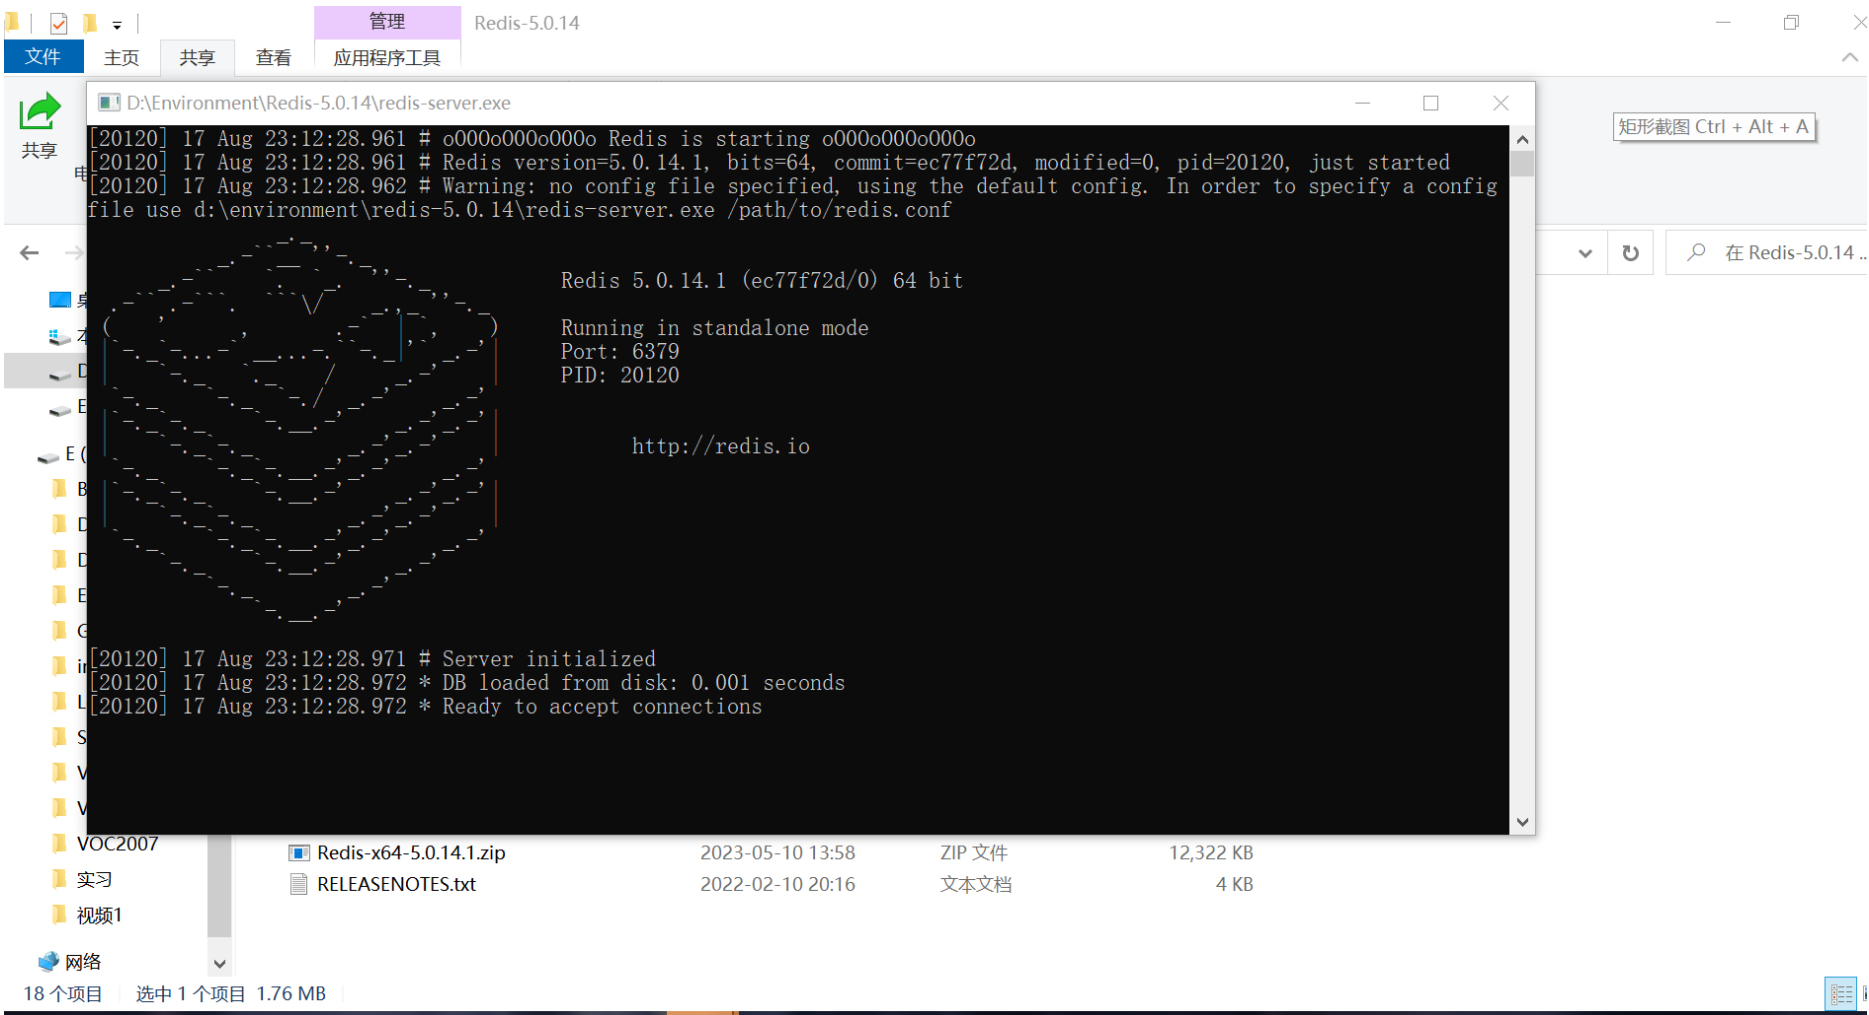 管理
Redis-5.0.14
文件
主页
共享
查看
应用程序工具
共享
D:\Environment\Redis-5.0.14\redis-server.exe
矩形截图 Ctrl + Alt + A
[20120] 17 Aug 23:12:28.961 # oO00o000o000o Redis is starting oO00o000o000o
[20120] 17 Aug 23:12:28.961 # Redis version=5.0.14.1, bits=64, commit=ec77f72d, modified=0, pid=20120, just started
[20120] 17 Aug 23:12:28.962 # Warning: no config file specified, using the default config. In order to specify a config
file use d:\environment\redis-5.0.14\redis-server.exe /path/to/redis.conf
在 Redis-5.0.14 ...
Redis 5.0.14.1 (ec77f72d/0) 64 bit
Running in standalone mode
Port: 6379
PID: 20120
http://redis.io
[20120] 17 Aug 23:12:28.971 # Server initialized
[20120] 17 Aug 23:12:28.972 * DB loaded from disk: 0.001 seconds
[20120] 17 Aug 23:12:28.972 * Ready to accept connections
VOC2007
实习
视频1
网络
Redis-x64-5.0.14.1.zip 2023-05-10 13:58 ZIP 文件 12,322 KB
RELEASENOTES.txt 2022-02-10 20:16 文本文档 4 KB
18 个项目 选中 1 个项目 1.76 MB